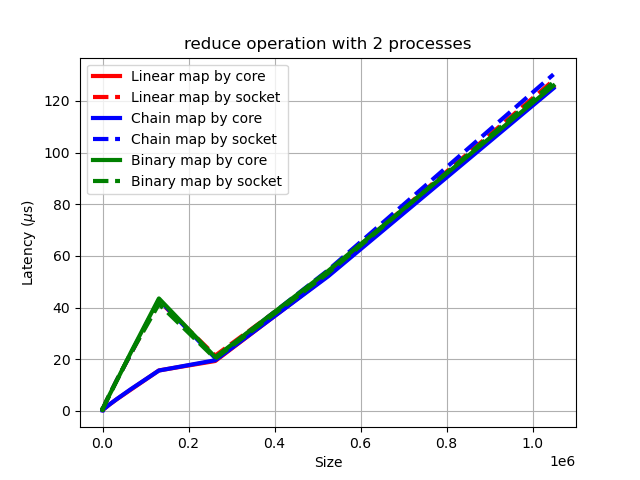 reduce operation with 2 processes
Linear map by core
Linear map by socket
Chain map by core
Chain map by socket
Binary map by core
Binary map by socket
120
100
80
60
40
20
0
Latency (μs)
0.0 0.2 0.4 0.6 0.8 1.0
1e6
Size